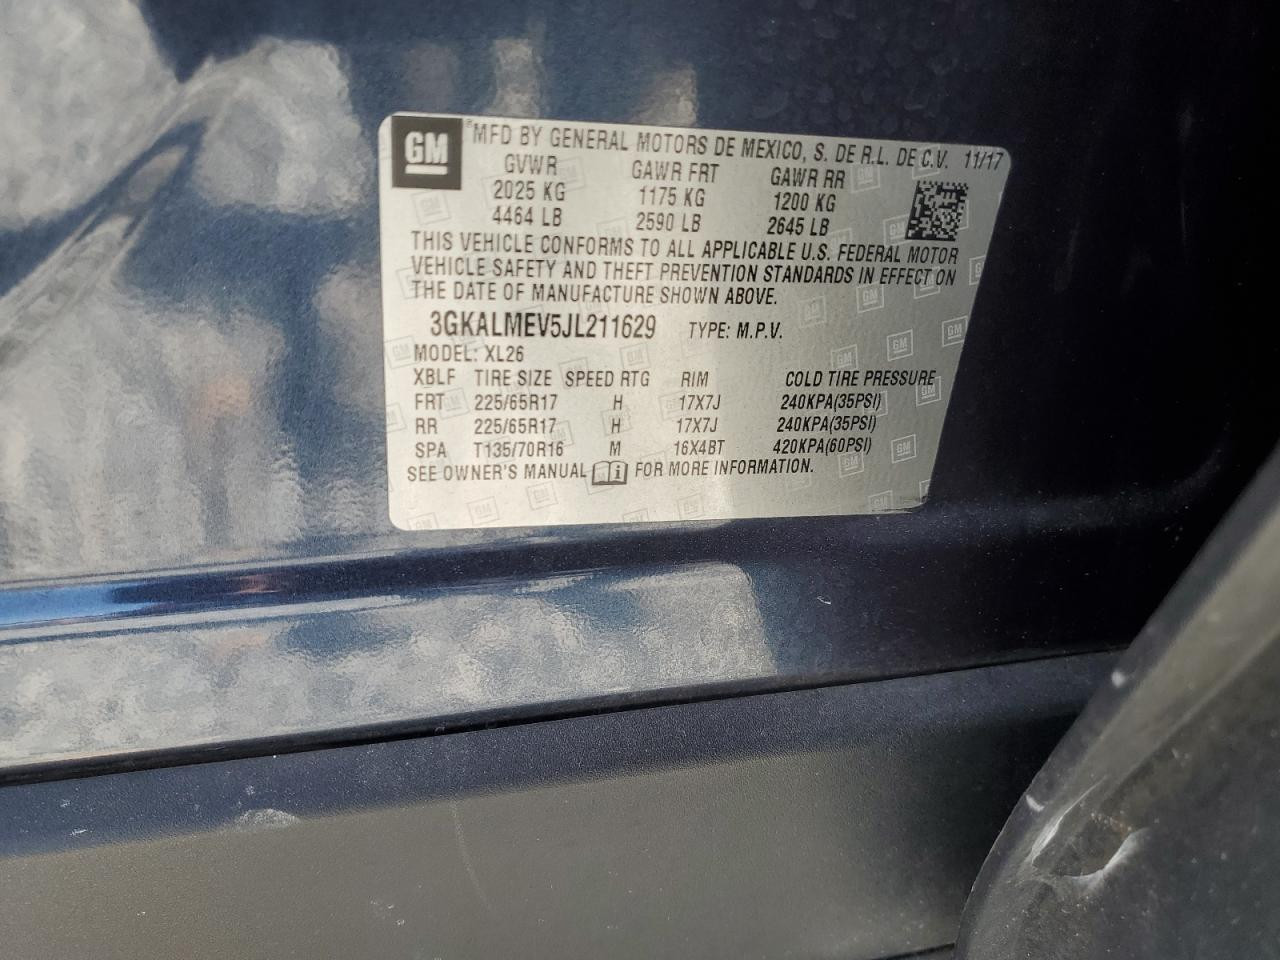 GM
®MFD BY GENERAL MOTORS DE MEXICO, S. DE R.L. DE C.V. 11/17
GVWR GAWR FRT GAWR RR
2025 KG 1175 KG 1200 KG
4464 LB 2590 LB 2645 LB
THIS VEHICLE CONFORMS TO ALL APPLICABLE U.S. FEDERAL MOTOR
VEHICLE SAFETY AND THEFT PREVENTION STANDARDS IN EFFECT ON
THE DATE OF MANUFACTURE SHOWN ABOVE.
3GKALMEV5JL211629 TYPE: M.P.V.
MODEL: XL26
XBLF TIRE SIZE SPEED RTG RIM COLD TIRE PRESSURE
FRT 225/65R17 H 17X7J 240KPA(35PSI)
RR 225/65R17 H 17X7J 240KPA(35PSI)
SPA T135/70R16 M 16X4BT 420KPA(60PSI)
SEE OWNER'S MANUAL FOR MORE INFORMATION.